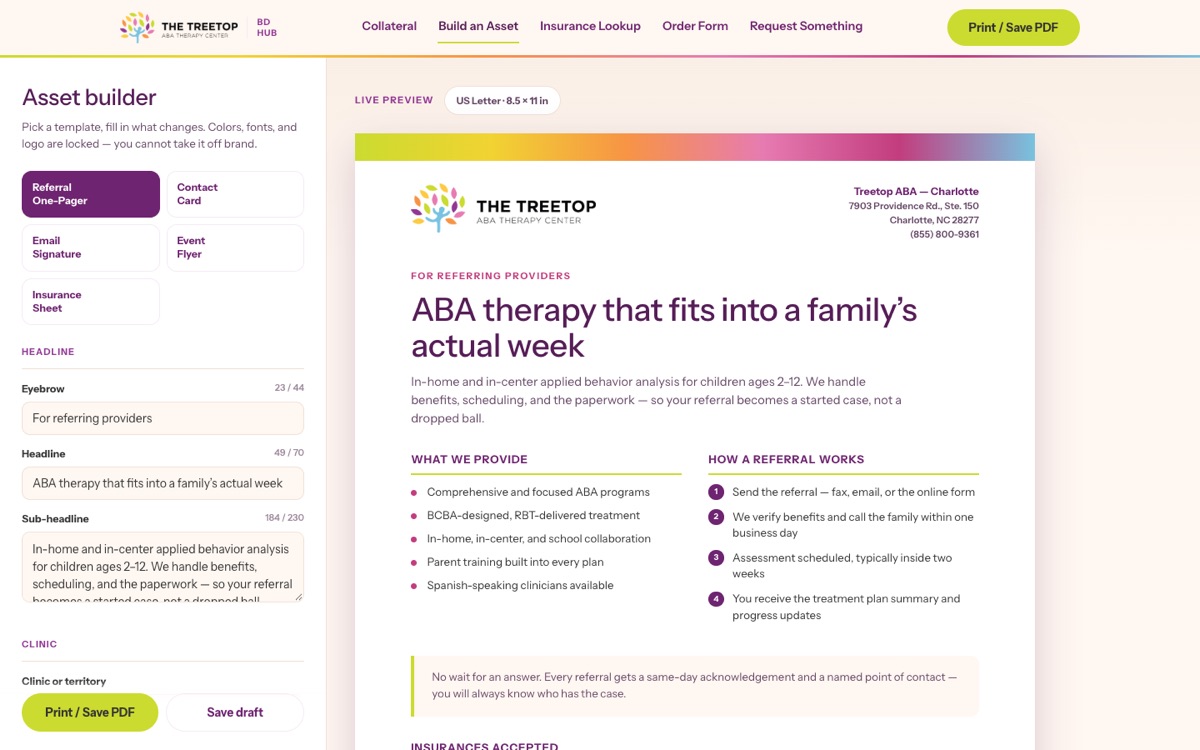 THE TREETOP
ABA THERAPY CENTER
BD
HUB
Collateral
Build an Asset
Insurance Lookup
Order Form
Request Something
Print / Save PDF
Asset builder
Pick a template, fill in what changes. Colors, fonts, and
logo are locked — you cannot take it off brand.
Referral
One-Pager
Contact
Card
Email
Signature
Event
Flyer
Insurance
Sheet
HEADLINE
Eyebrow
23 / 44
For referring providers
Headline
49 / 70
ABA therapy that fits into a family’s actual week
Sub-headline
184 / 230
In-home and in-center applied behavior analysis
for children ages 2–12. We handle benefits,
scheduling, and the paperwork — so your referral
becomes a started case, not a dropped ball.
CLINIC
Clinic or territory
Print / Save PDF
Save draft
LIVE PREVIEW
US Letter · 8.5 × 11 in
THE TREETOP
ABA THERAPY CENTER
Treetop ABA — Charlotte
7903 Providence Rd., Ste. 150
Charlotte, NC 28277
(855) 800-9361
FOR REFERRING PROVIDERS
ABA therapy that fits into a family’s
actual week
In-home and in-center applied behavior analysis for children ages 2–12. We handle
benefits, scheduling, and the paperwork — so your referral becomes a started case, not a
dropped ball.
WHAT WE PROVIDE
Comprehensive and focused ABA programs
BCBA-designed, RBT-delivered treatment
In-home, in-center, and school collaboration
Parent training built into every plan
Spanish-speaking clinicians available
HOW A REFERRAL WORKS
1 Send the referral — fax, email, or the online form
2 We verify benefits and call the family within one
business day
3 Assessment scheduled, typically inside two
weeks
4 You receive the treatment plan summary and
progress updates
No wait for an answer. Every referral gets a same-day acknowledgement and a named point of contact —
you will always know who has the case.
INSURANCES ACCEPTED